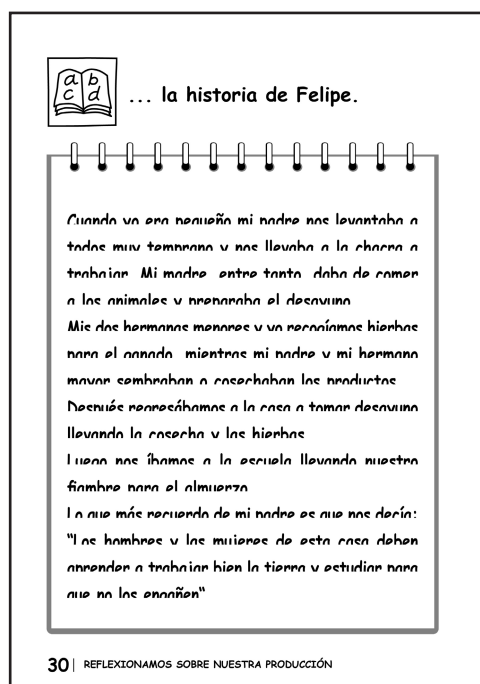 a b
c d
... la historia de Felipe.
Cuando yo era pequeño mi padre nos levantaba a
todos muy temprano y nos llevaba a la chacra a
trabajar. Mi madre, entre tanto, daba de comer
a los animales y preparaba el desayuno.
Mis dos hermanas menores y yo recogíamos hierbas
para el ganado, mientras mi padre y mi hermano
mayor sembraban o cosechaban los productos.
Después regresábamos a la casa a tomar desayuno
llevando la cosecha y las hierbas.
Luego nos íbamos a la escuela llevando nuestro
fiambre para el almuerzo.
Lo que más recuerdo de mi padre es que nos decía:
"Los hombres y las mujeres de esta casa deben
aprender a trabajar bien la tierra y estudiar para
que no los engañen"
30 | REFLEXIONAMOS SOBRE NUESTRA PRODUCCIÓN